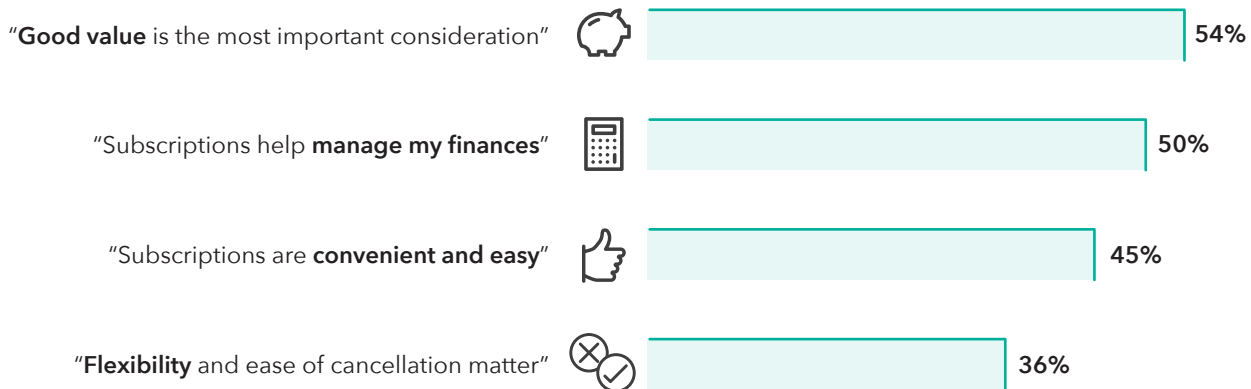 “Good value is the most important consideration” 54%
“Subscriptions help manage my finances” 50%
“Subscriptions are convenient and easy” 45%
“Flexibility and ease of cancellation matter” 36%